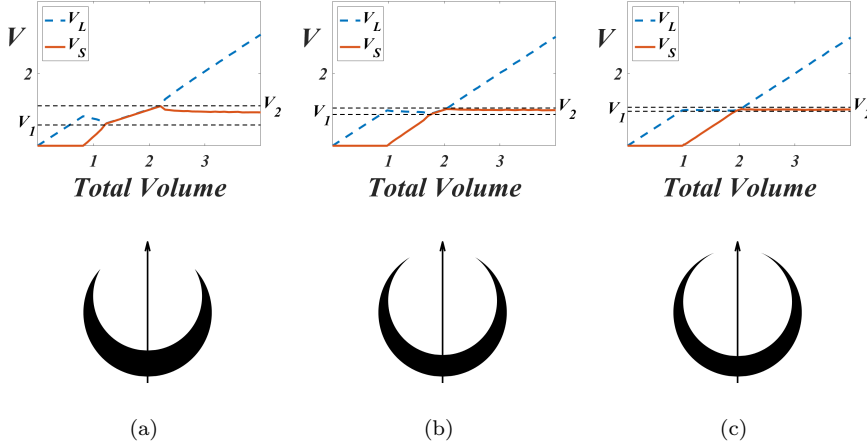 V
V_L
V_S
2
V_1
V_2
1 2 3
Total Volume
V
V_L
V_S
2
V_1
V_2
1 2 3
Total Volume
V
V_L
V_S
2
V_1
V_2
1 2 3
Total Volume
(a) (b) (c)